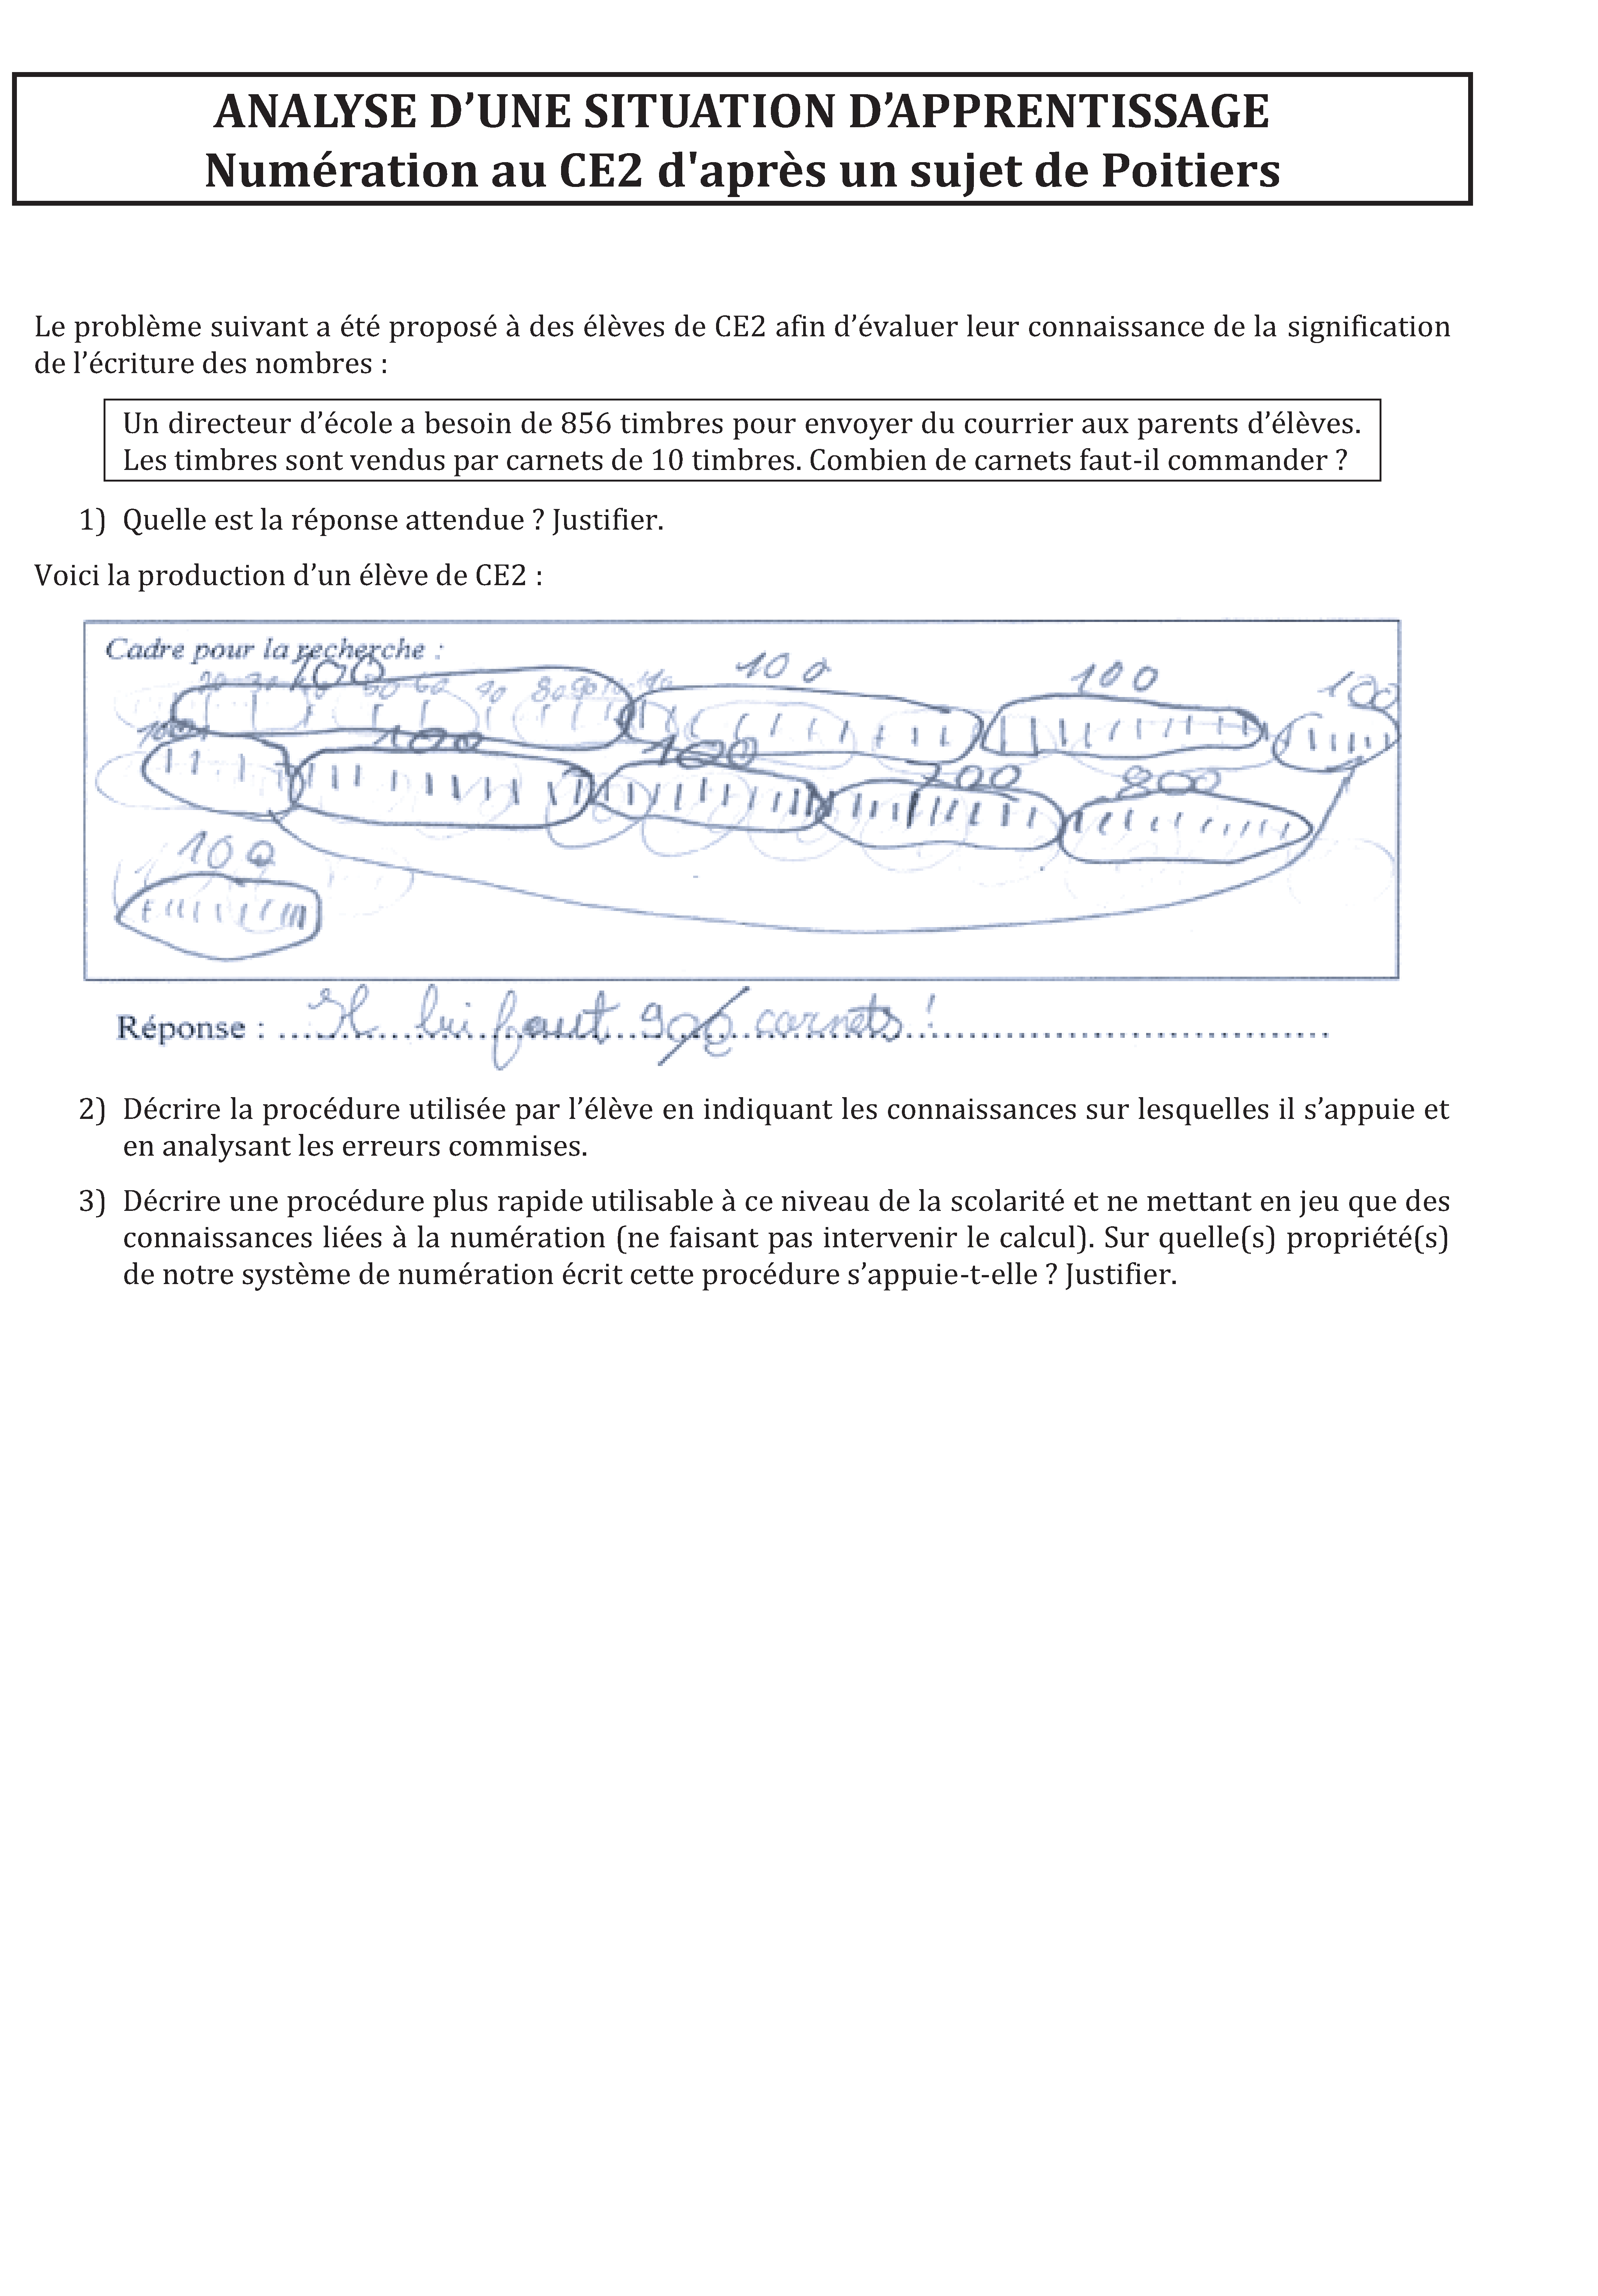 ANALYSE D’UNE SITUATION D’APPRENTISSAGE
Numération au CE2 d'après un sujet de Poitiers
Le problème suivant a été proposé à des élèves de CE2 afin d’évaluer leur connaissance de la signification
de l’écriture des nombres :
Un directeur d’école a besoin de 856 timbres pour envoyer du courrier aux parents d’élèves.
Les timbres sont vendus par carnets de 10 timbres. Combien de carnets faut-il commander ?
1) Quelle est la réponse attendue ? Justifier.
Voici la production d’un élève de CE2 :
Cadre pour la recherche :
100 100 100 100
20 30 60 80 90
100 100 700 800
100
Réponse : Il lui faut 900 carnets !
2) Décrire la procédure utilisée par l’élève en indiquant les connaissances sur lesquelles il s’appuie et
en analysant les erreurs commises.
3) Décrire une procédure plus rapide utilisable à ce niveau de la scolarité et ne mettant en jeu que des
connaissances liées à la numération (ne faisant pas intervenir le calcul). Sur quelle(s) propriété(s)
de notre système de numération écrit cette procédure s’appuie-t-elle ? Justifier.